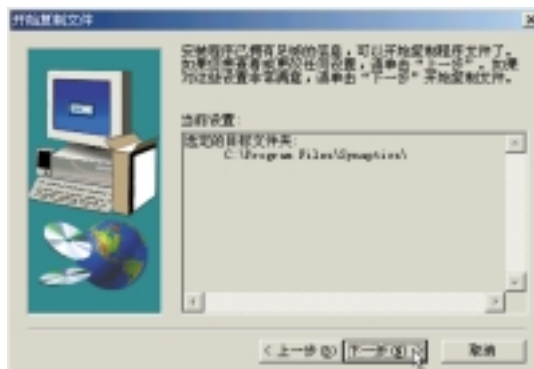 开始复制文件
安装程序已拥有足够的信息，可以开始复制程序文件了。
如果你想查看或更改任何设置，请单击“上一步”。如果
对这些设置非常满意，请单击“下一步”开始复制文件。
当前设置：
选定的目标文件夹：
C:\Program Files\Synaptics\
< 上一步(B)
下一步(N) >
取消